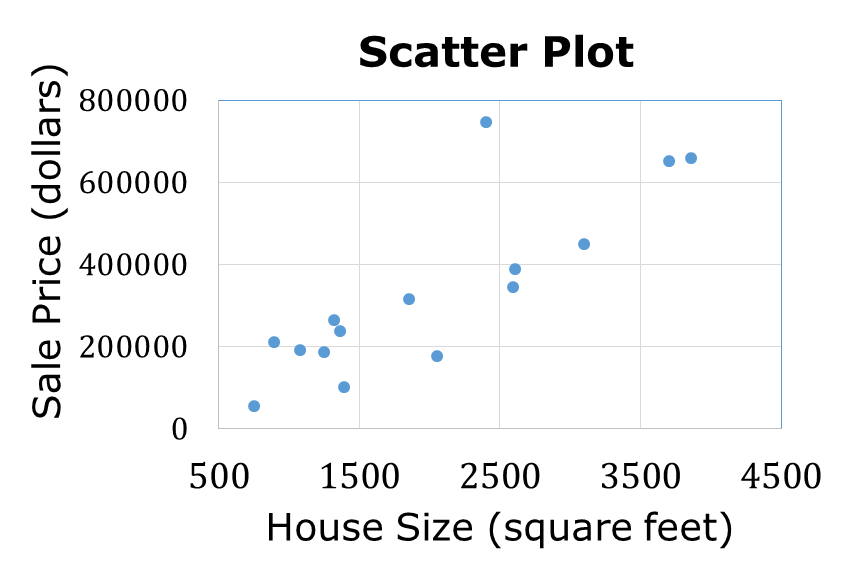 Scatter Plot
Sale Price (dollars)
800000
600000
400000
200000
0
500 1500 2500 3500 4500
House Size (square feet)